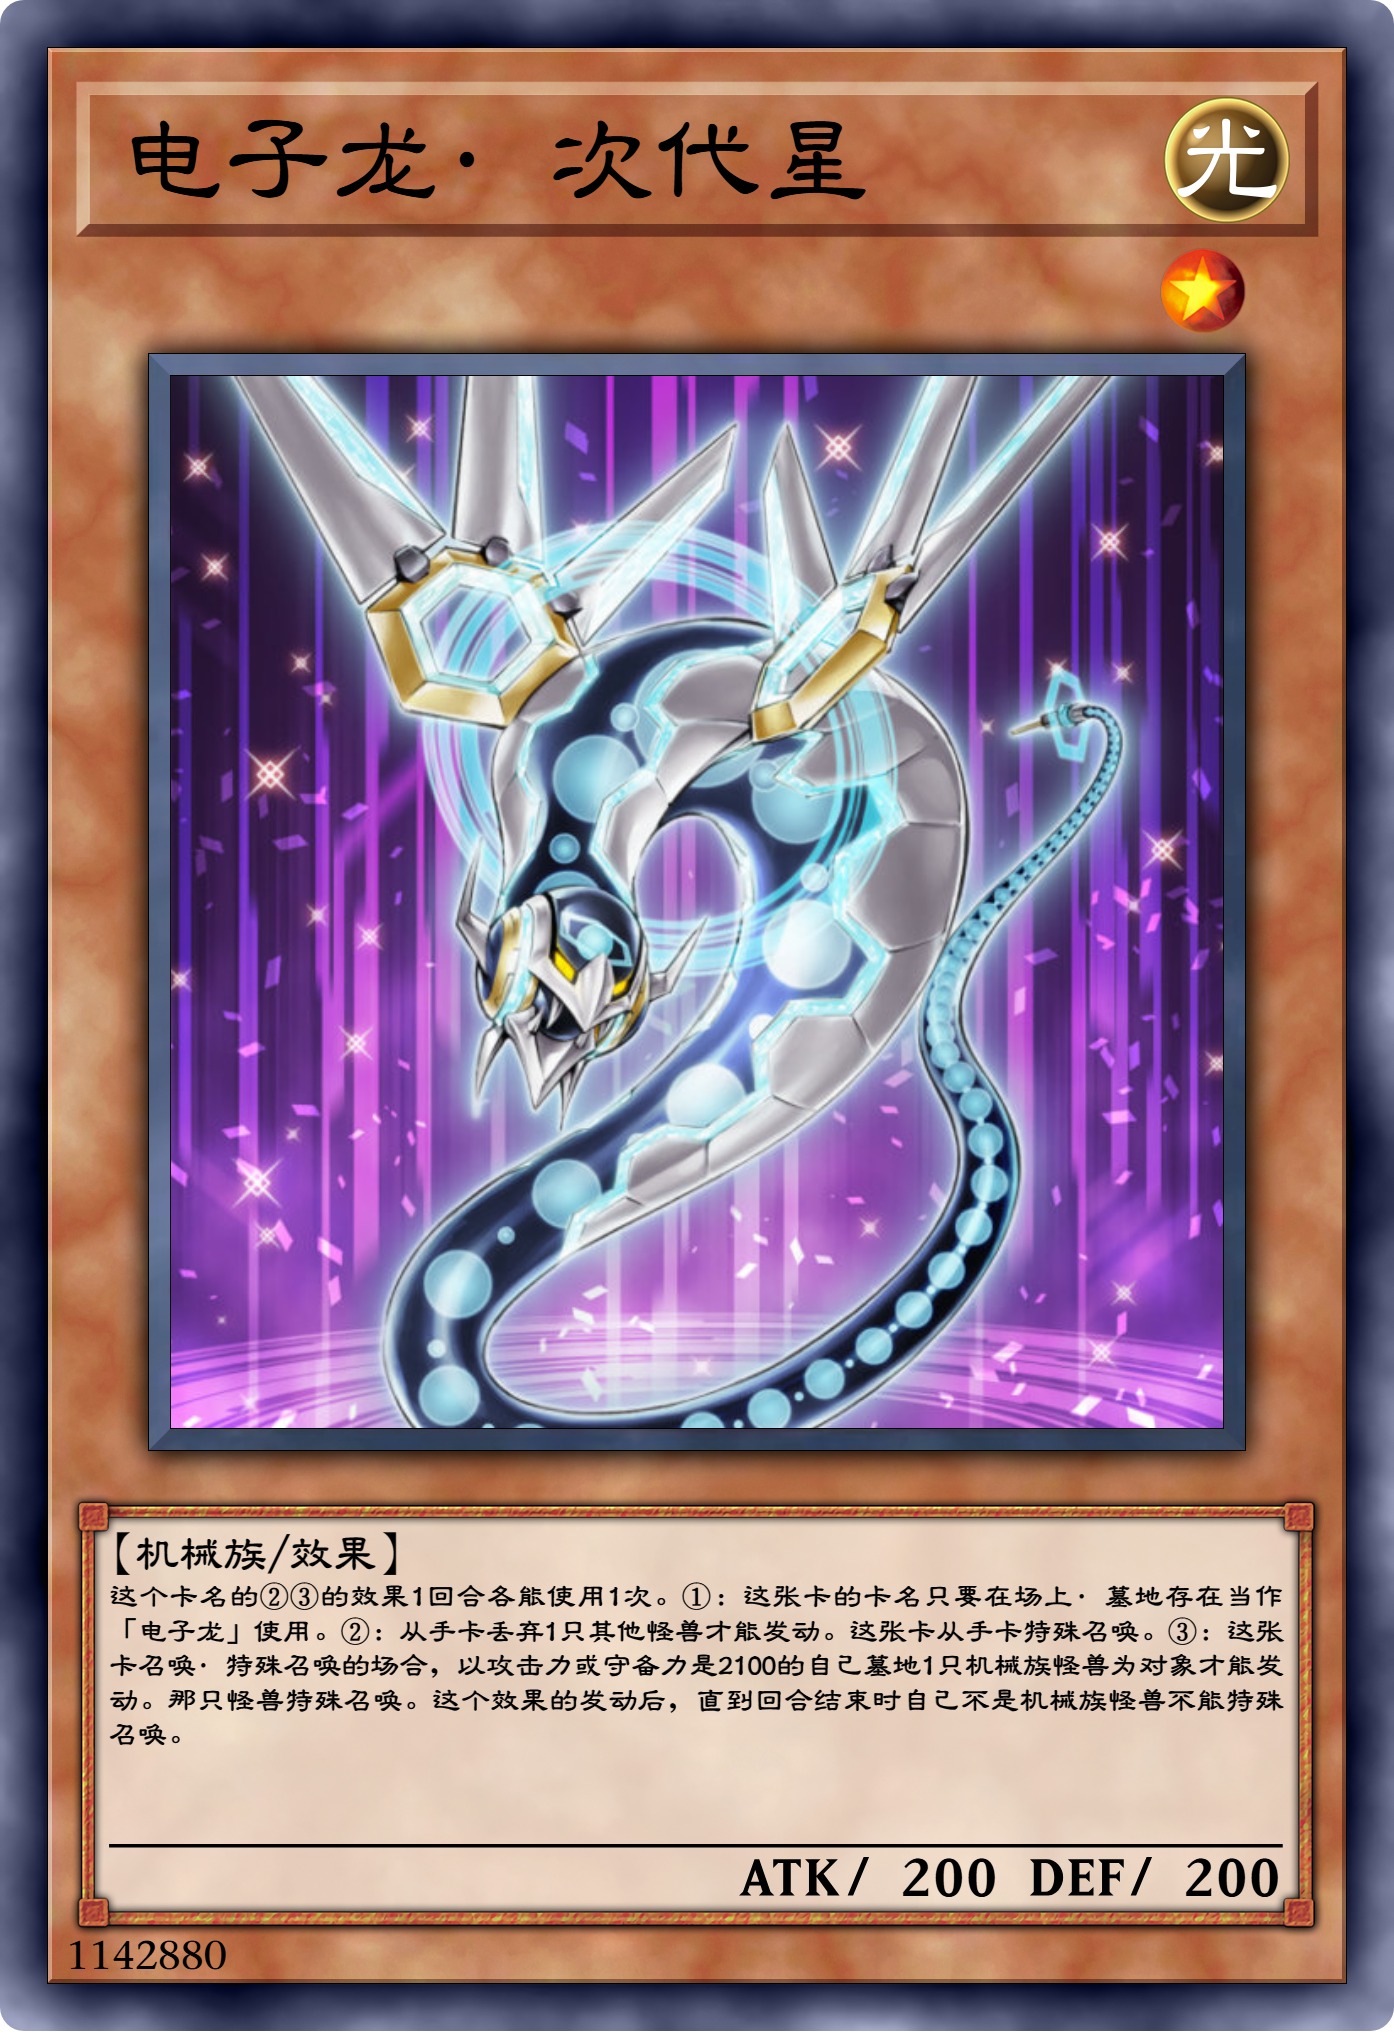 电子龙·次代星
光
【机械族/效果】
这个卡名的②③的效果1回合各能使用1次。①：这张卡的卡名只要在场上·墓地存在当作
「电子龙」使用。②：从手卡丢弃1只其他怪兽才能发动。这张卡从手卡特殊召唤。③：这张
卡召唤·特殊召唤的场合，以攻击力或守备力是2100的自己墓地1只机械族怪兽为对象才能发
动。那只怪兽特殊召唤。这个效果的发动后，直到回合结束时自己不是机械族怪兽不能特殊
召唤。
ATK/ 200 DEF/ 200
1142880